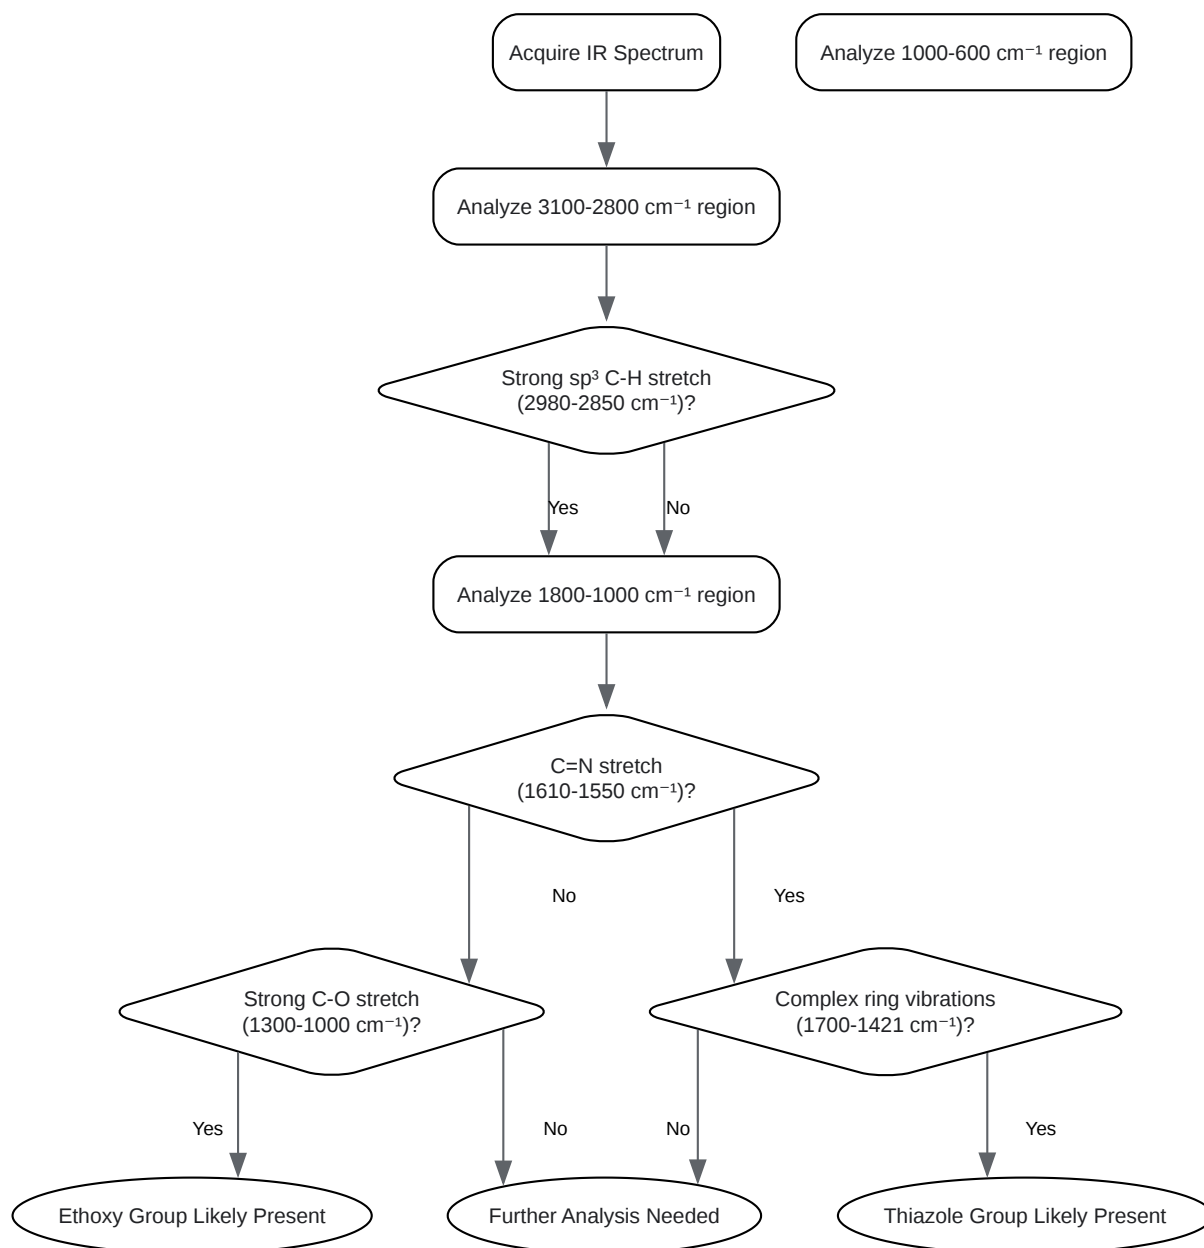 Acquire IR Spectrum
Analyze 1000-600 cm⁻¹ region
Analyze 3100-2800 cm⁻¹ region
Strong sp³ C-H stretch
(2980-2850 cm⁻¹)?
Yes
No
Analyze 1800-1000 cm⁻¹ region
C=N stretch
(1610-1550 cm⁻¹)?
No
Yes
Strong C-O stretch
(1300-1000 cm⁻¹)?
Complex ring vibrations
(1700-1421 cm⁻¹)?
Yes
No
No
Yes
Ethoxy Group Likely Present
Further Analysis Needed
Thiazole Group Likely Present